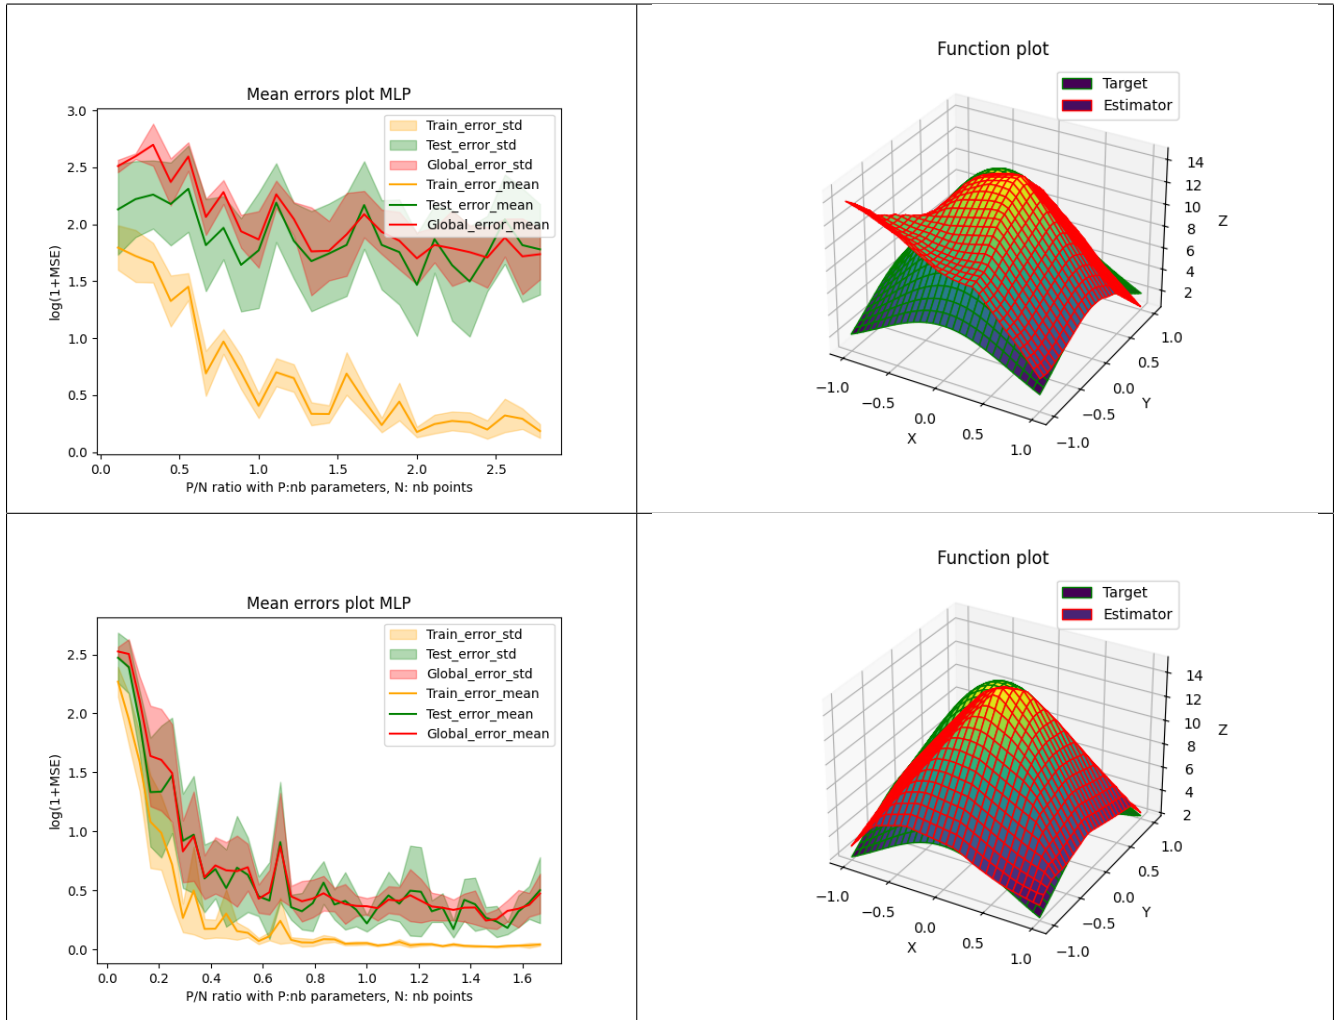 Mean errors plot MLP
3.0
2.5
2.0
1.5
1.0
0.5
0.0
log(1+MSE)
Train_error_std
Test_error_std
Global_error_std
Train_error_mean
Test_error_mean
Global_error_mean
0.0 0.5 1.0 1.5 2.0 2.5
P/N ratio with P:nb parameters, N: nb points
Function plot
Target
Estimator
14
12
10
8
6
4
2
Z
−1.0 −0.5 0.0 0.5 1.0
X
−1.0 −0.5 0.0 0.5 1.0
Y
Mean errors plot MLP
2.5
2.0
1.5
1.0
0.5
0.0
log(1+MSE)
Train_error_std
Test_error_std
Global_error_std
Train_error_mean
Test_error_mean
Global_error_mean
0.0 0.2 0.4 0.6 0.8 1.0 1.2 1.4 1.6
P/N ratio with P:nb parameters, N: nb points
Function plot
Target
Estimator
14
12
10
8
6
4
2
Z
−1.0 −0.5 0.0 0.5 1.0
X
−1.0 −0.5 0.0 0.5 1.0
Y